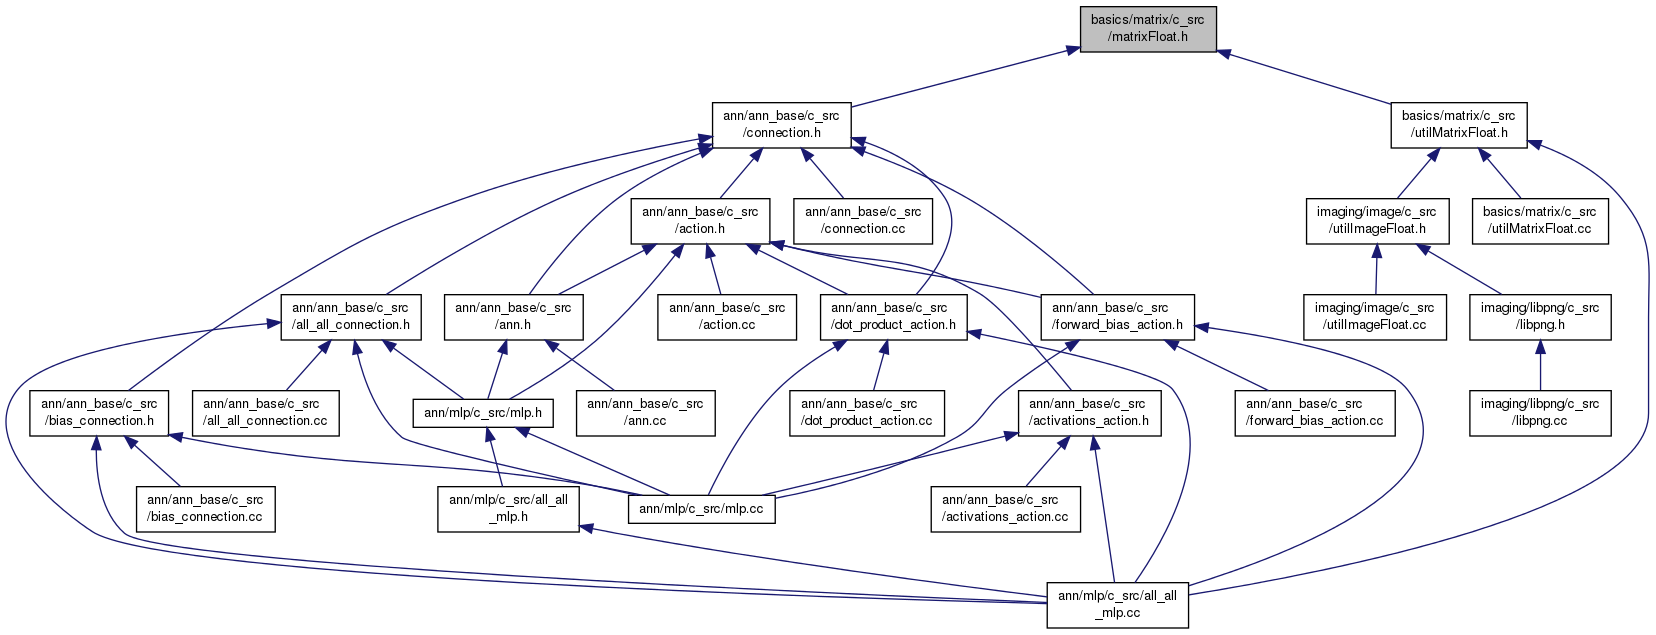 basics/matrix/c_src
/matrixFloat.h
ann/ann_base/c_src
/connection.h
basics/matrix/c_src
/utilMatrixFloat.h
ann/ann_base/c_src
/action.h
ann/ann_base/c_src
/connection.cc
imaging/image/c_src
/utilImageFloat.h
basics/matrix/c_src
/utilMatrixFloat.cc
ann/ann_base/c_src
/all_all_connection.h
ann/ann_base/c_src
/ann.h
ann/ann_base/c_src
/action.cc
ann/ann_base/c_src
/dot_product_action.h
ann/ann_base/c_src
/forward_bias_action.h
imaging/image/c_src
/utilImageFloat.cc
imaging/libpng/c_src
/libpng.h
ann/ann_base/c_src
/bias_connection.h
ann/ann_base/c_src
/all_all_connection.cc
ann/mlp/c_src/mlp.h
ann/ann_base/c_src
/ann.cc
ann/ann_base/c_src
/dot_product_action.cc
ann/ann_base/c_src
/activations_action.h
ann/ann_base/c_src
/forward_bias_action.cc
imaging/libpng/c_src
/libpng.cc
ann/ann_base/c_src
/bias_connection.cc
ann/mlp/c_src/all_all
_mlp.h
ann/mlp/c_src/mlp.cc
ann/ann_base/c_src
/activations_action.cc
ann/mlp/c_src/all_all
_mlp.cc